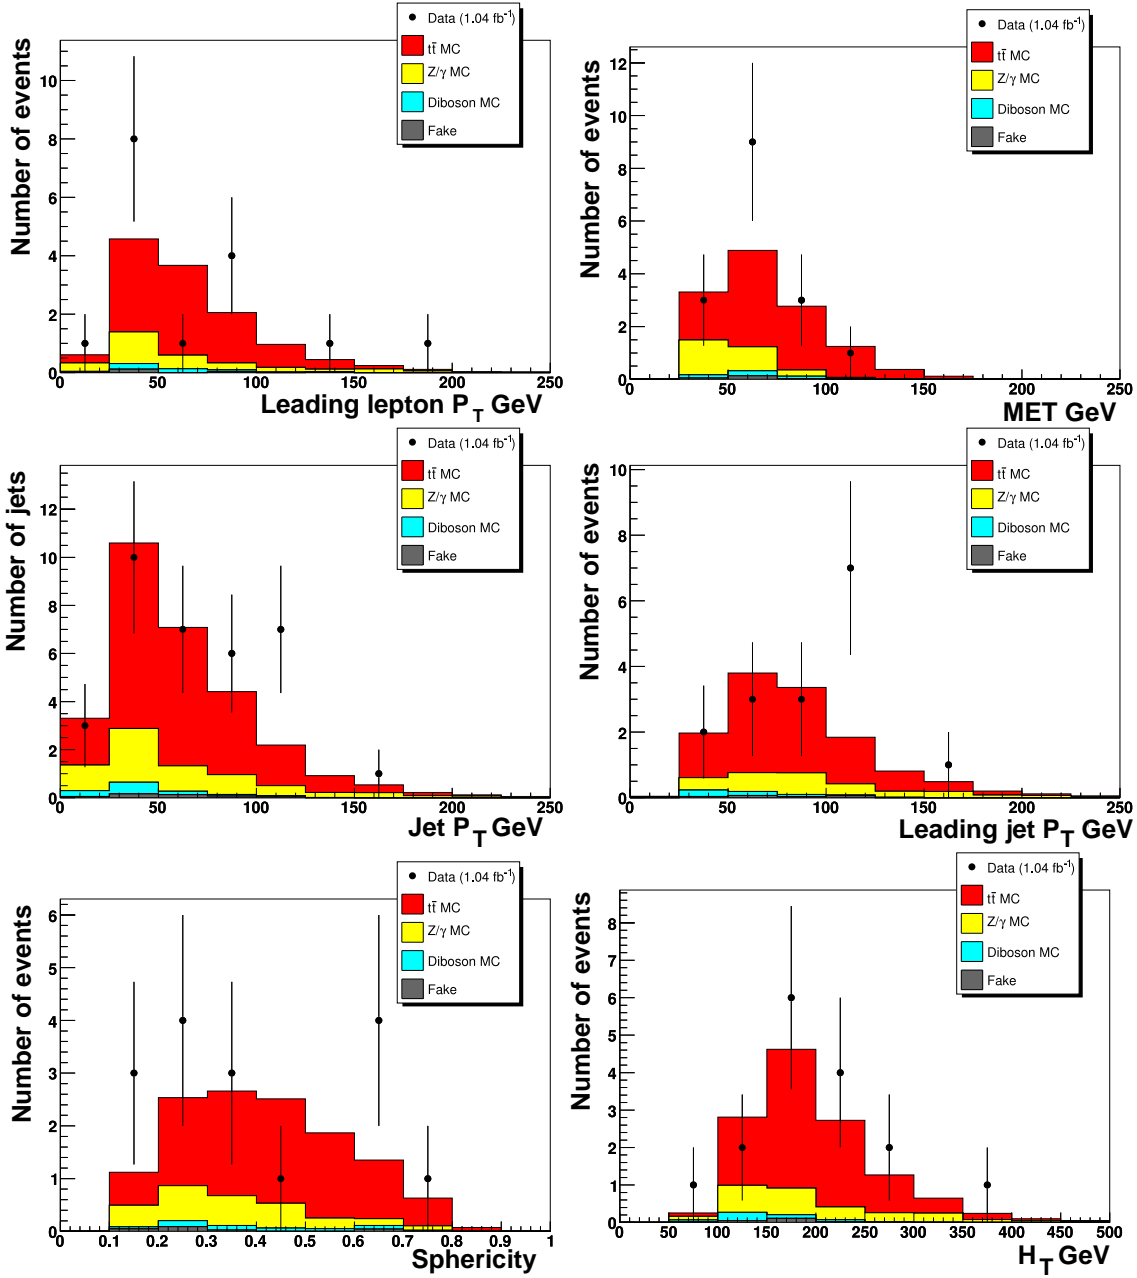 Data (1.04 fb⁻¹)
tt̄ MC
Z/γ MC
Diboson MC
Fake
Number of events
10
8
6
4
2
0
0 50 100 150 200 250
Leading lepton P_T GeV
Data (1.04 fb⁻¹)
tt̄ MC
Z/γ MC
Diboson MC
Fake
Number of events
12
10
8
6
4
2
0
0 50 100 150 200 250
MET GeV
Data (1.04 fb⁻¹)
tt̄ MC
Z/γ MC
Diboson MC
Fake
Number of jets
12
10
8
6
4
2
0
0 50 100 150 200 250
Jet P_T GeV
Data (1.04 fb⁻¹)
tt̄ MC
Z/γ MC
Diboson MC
Fake
Number of events
10
8
6
4
2
0
0 50 100 150 200 250
Leading jet P_T GeV
Data (1.04 fb⁻¹)
tt̄ MC
Z/γ MC
Diboson MC
Fake
Number of events
6
5
4
3
2
1
0
0 0.1 0.2 0.3 0.4 0.5 0.6 0.7 0.8 0.9 1
Sphericity
Data (1.04 fb⁻¹)
tt̄ MC
Z/γ MC
Diboson MC
Fake
Number of events
8
7
6
5
4
3
2
1
0
0 50 100 150 200 250 300 350 400 450 500
H_T GeV